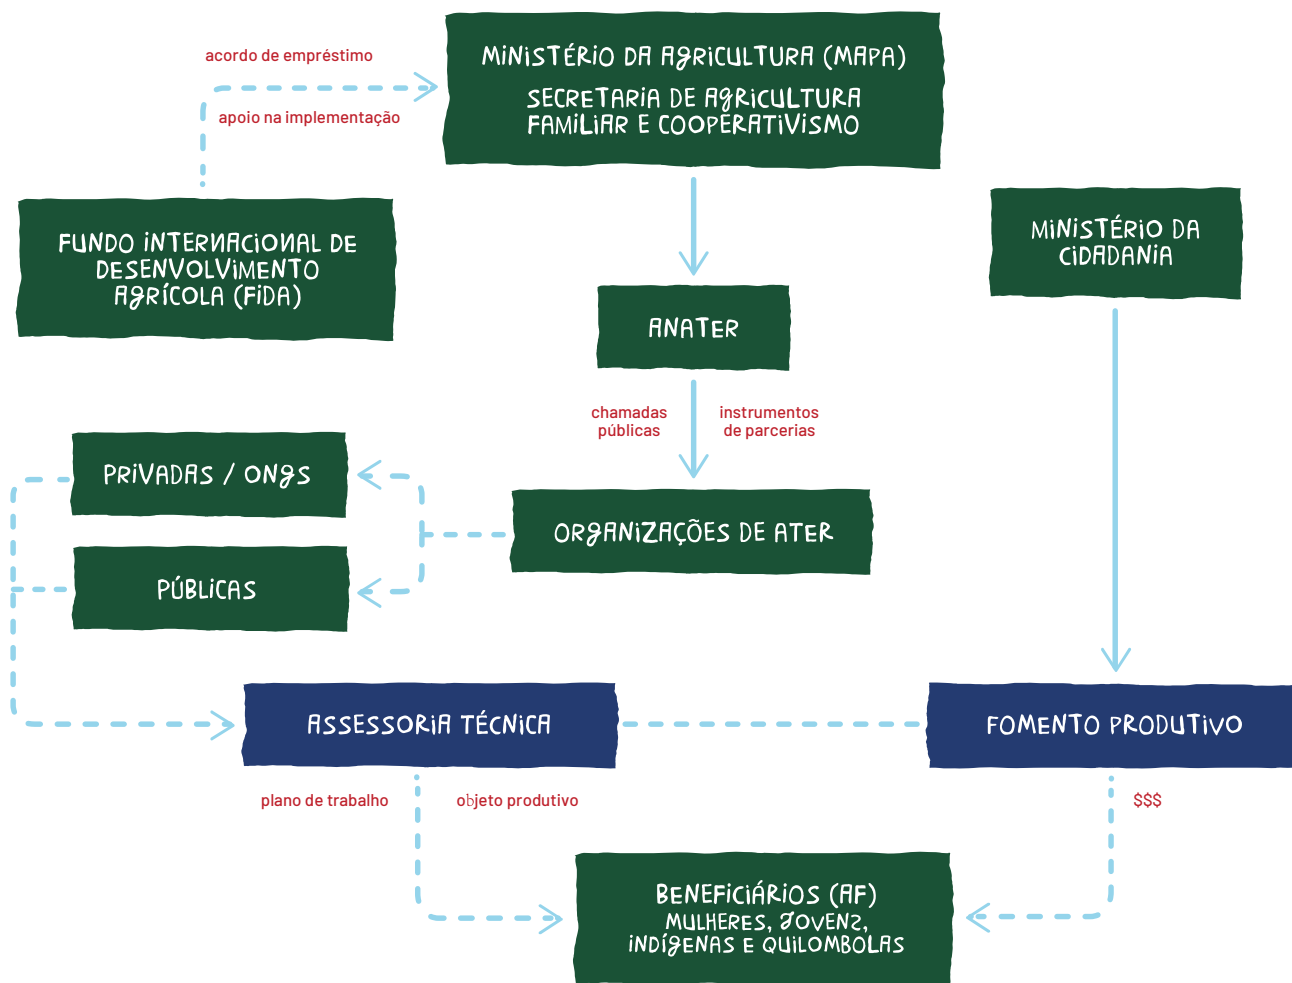 acordo de empréstimo
apoio na implementação
MINISTÉRIO DA AGRICULTURA (MAPA)
SECRETARIA DE AGRICULTURA
FAMILIAR E COOPERATIVISMO
FUNDO INTERNACIONAL DE
DESENVOLVIMENTO
AGRÍCOLA (FIDA)
MINISTÉRIO DA
CIDADANIA
ANATER
chamadas
públicas
instrumentos
de parcerias
PRIVADAS / ONGS
ORGANIZAÇÕES DE ATER
PÚBLICAS
ASSESSORIA TÉCNICA
FOMENTO PRODUTIVO
plano de trabalho
objeto produtivo
$$$
BENEFICIÁRIOS (AF)
MULHERES, JOVENS,
INDÍGENAS E QUILOMBOLAS